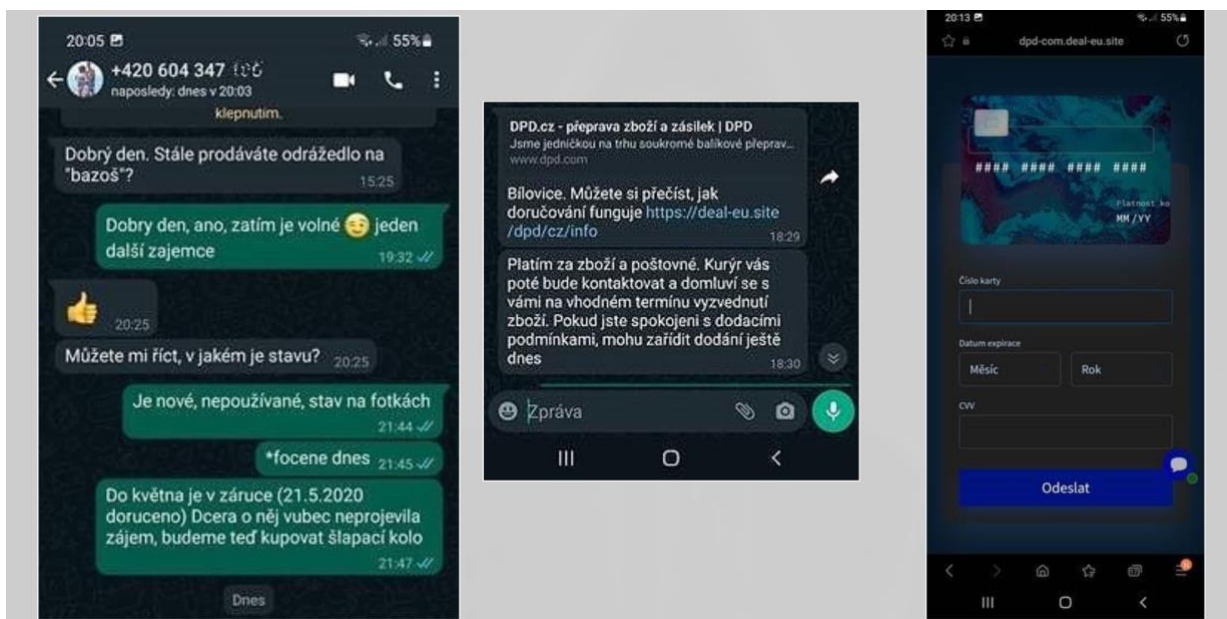 20:05 55%
+420 604 347
naposledy: dnes v 20:03
klepnutím.
Dobrý den. Stále prodáváte odrážedlo na
"bazoš"?
15:25
Dobry den, ano, zatím je volné 😉 jeden
další zajemce
19:32
👍
20:25
Můžete mi říct, v jakém je stavu? 20:25
Je nové, nepoužívané, stav na fotkách
21:44
*focene dnes 21:45
Do května je v záruce (21.5.2020
doruceno) Dcera o něj vubec neprojevila
zájem, budeme teď kupovat šlapací kolo
21:47
Dnes
DPD.cz - přeprava zboží a zásilek | DPD
Jsme jedničkou na trhu soukromé balíkové přeprav...
www.dpd.com
Bílovice. Můžete si přečíst, jak
doručování funguje https://deal-eu.site
/dpd/cz/info
18:29
Platím za zboží a poštovné. Kurýr vás
poté bude kontaktovat a domluví se s
vámi na vhodném termínu vyzvednutí
zboží. Pokud jste spokojeni s dodacími
podmínkami, mohu zařídit dodání ještě
dnes
18:30
Zpráva
20:13 55%
dpd-com.deal-eu.site
#### #### #### ####
Platnost ko
MM/YY
Číslo karty
Datum expirace
Měsíc Rok
CVV
Odeslat